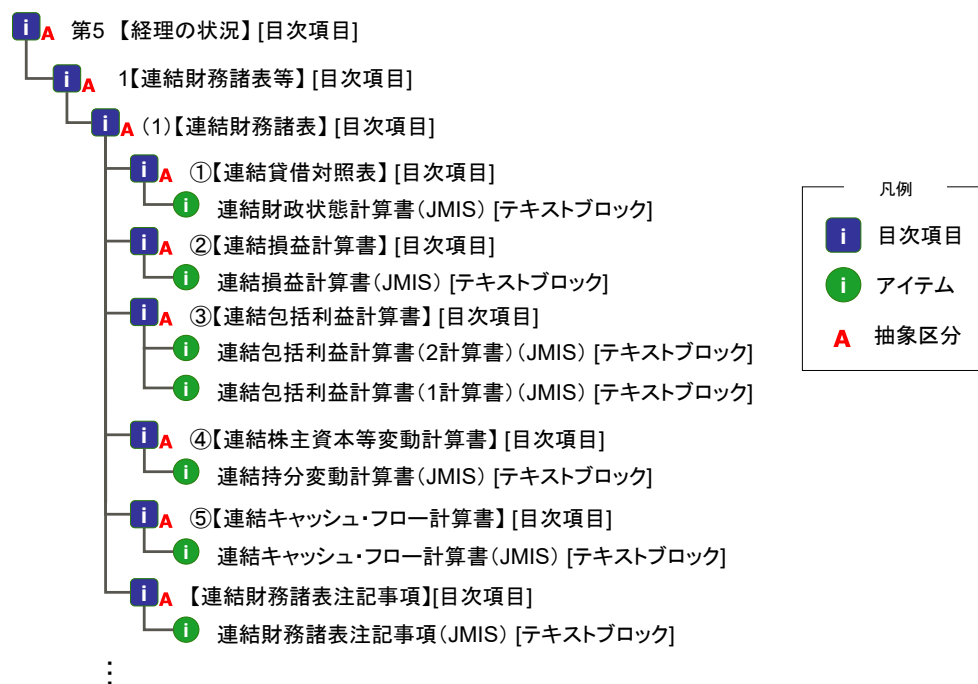 i A 第5 【経理の状況】 [目次項目]
i A 1【連結財務諸表等】 [目次項目]
i A (1)【連結財務諸表】 [目次項目]
i A ①【連結貸借対照表】 [目次項目]
i 連結財政状態計算書(JMIS) [テキストブロック]
i A ②【連結損益計算書】 [目次項目]
i 連結損益計算書(JMIS) [テキストブロック]
i A ③【連結包括利益計算書】 [目次項目]
i 連結包括利益計算書(2計算書)(JMIS) [テキストブロック]
i 連結包括利益計算書(1計算書)(JMIS) [テキストブロック]
i A ④【連結株主資本等変動計算書】 [目次項目]
i 連結持分変動計算書(JMIS) [テキストブロック]
i A ⑤【連結キャッシュ・フロー計算書】 [目次項目]
i 連結キャッシュ・フロー計算書(JMIS) [テキストブロック]
i A 【連結財務諸表注記事項】[目次項目]
i 連結財務諸表注記事項(JMIS) [テキストブロック]
⋮
凡例
i 目次項目
i アイテム
A 抽象区分